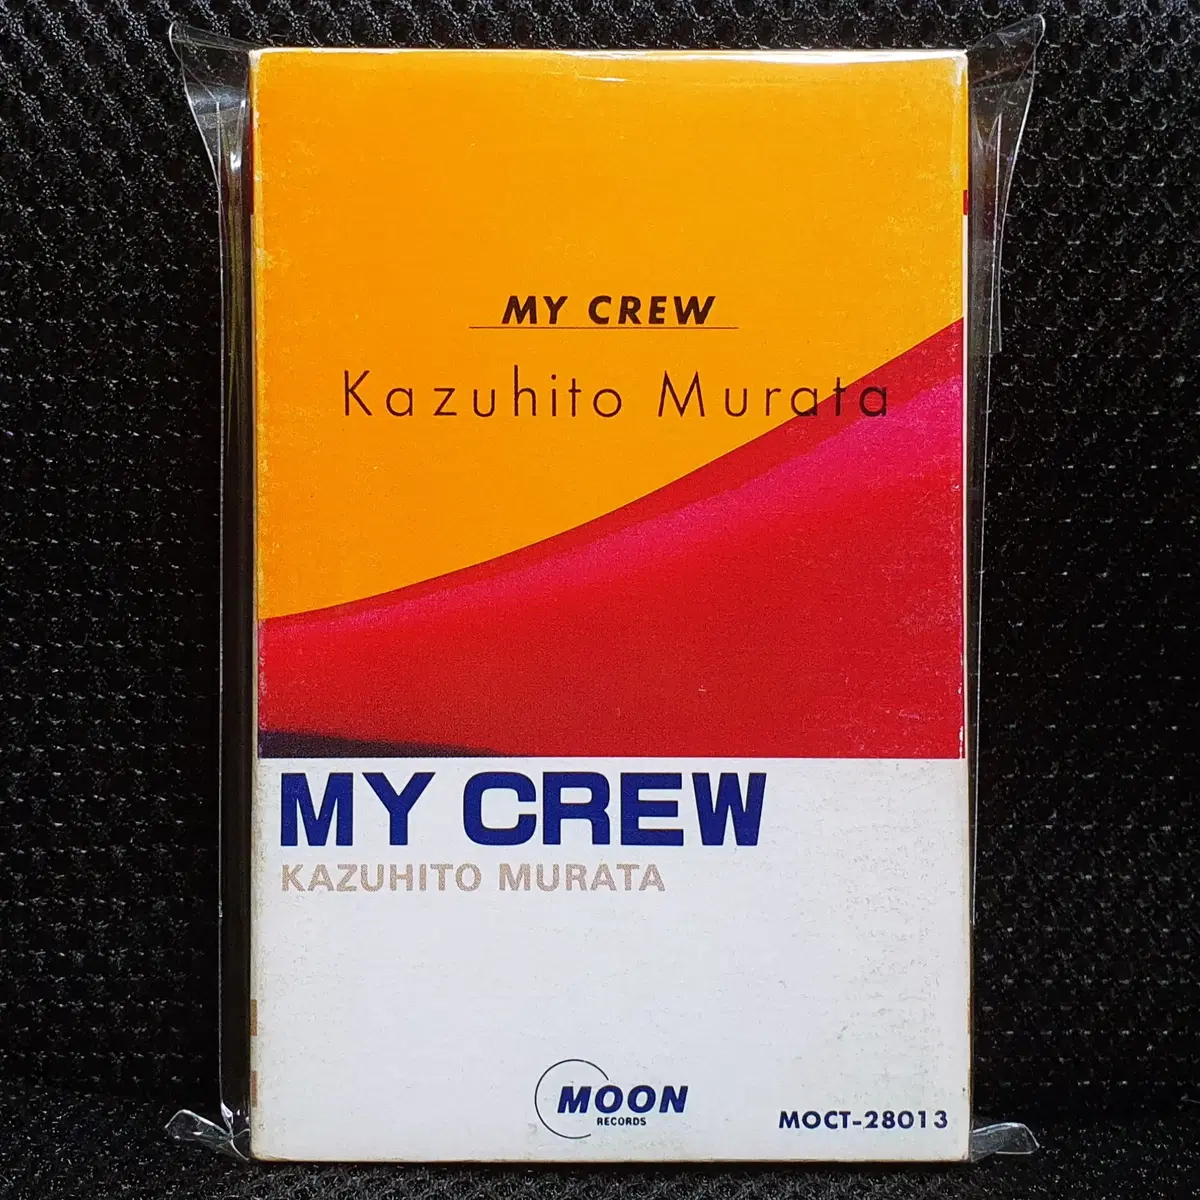 MY CREW
Kazuhito Murata
MY CREW
KAZUHITO MURATA
MOON
RECORDS
MOCT-28013